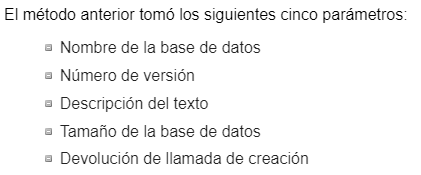 El método anterior tomó los siguientes cinco parámetros:
Nombre de la base de datos
Número de versión
Descripción del texto
Tamaño de la base de datos
Devolución de llamada de creación